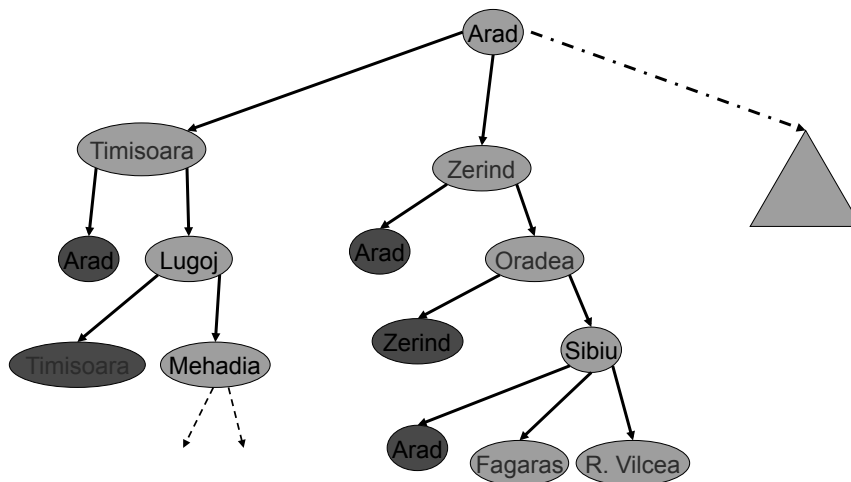 Arad
Timisoara
Zerind
Arad
Lugoj
Arad
Oradea
Timisoara
Mehadia
Zerind
Sibiu
Arad
Fagaras
R. Vilcea